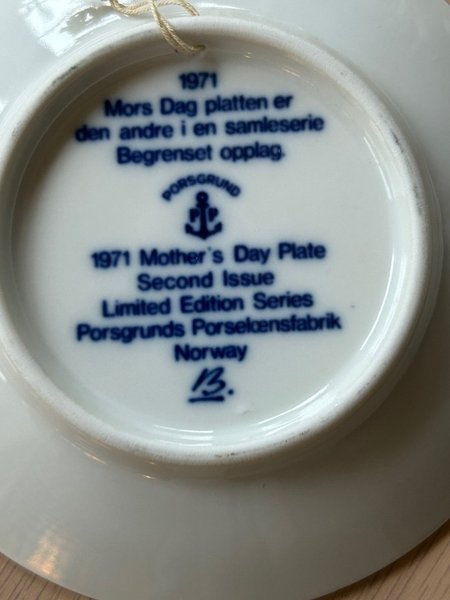 1971
Mors Dag platten er
den andre i en samleserie
Begrenset opplag.
PORSGRUND
P P
1971 Mother's Day Plate
Second Issue
Limited Edition Series
Porsgrunds Porselœnsfabrik
Norway
B.